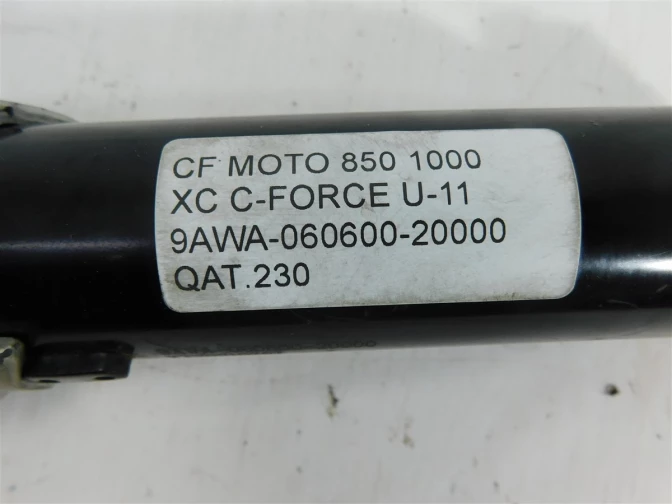 CF MOTO 850 1000
XC C-FORCE U-11
9AWA-060600-20000
QAT.230